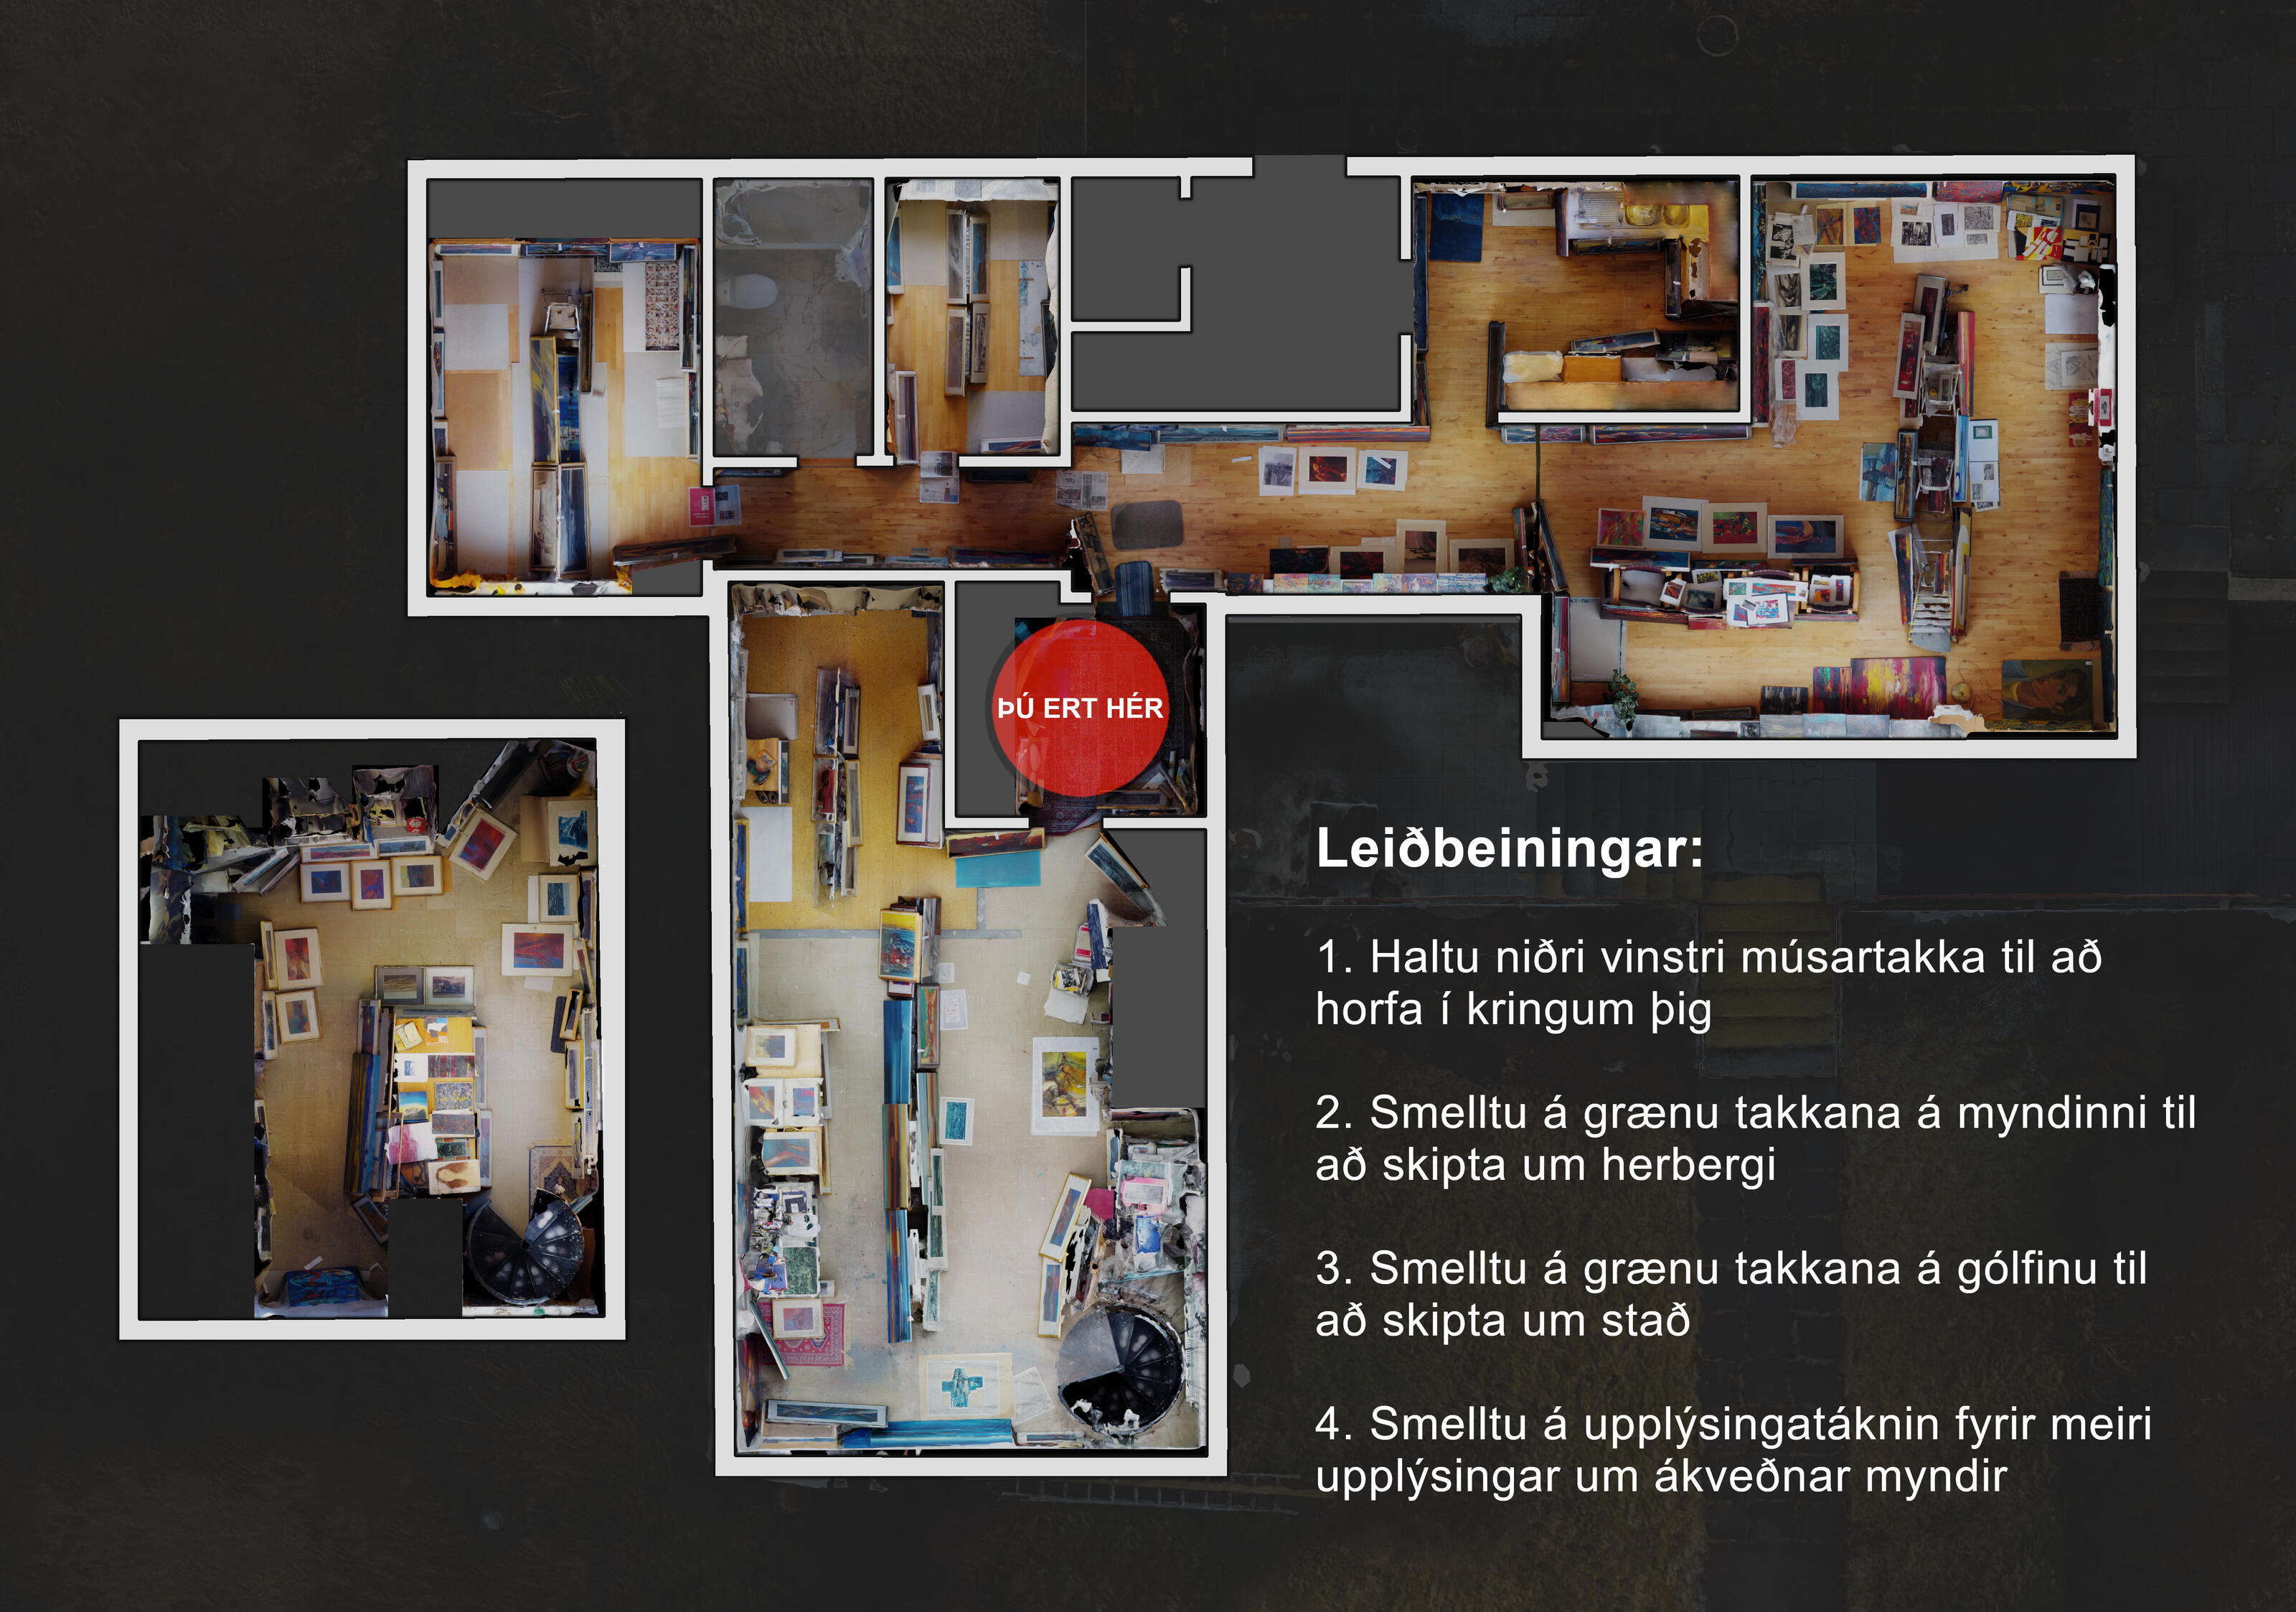 ÞÚ ERT HÉR
Leiðbeiningar:
1. Haltu niðri vinstri músartakka til að
horfa í kringum þig
2. Smelltu á grænu takkana á myndinni til
að skipta um herbergi
3. Smelltu á grænu takkana á gólfinu til
að skipta um stað
4. Smelltu á upplýsingatáknin fyrir meiri
upplýsingar um ákveðnar myndir